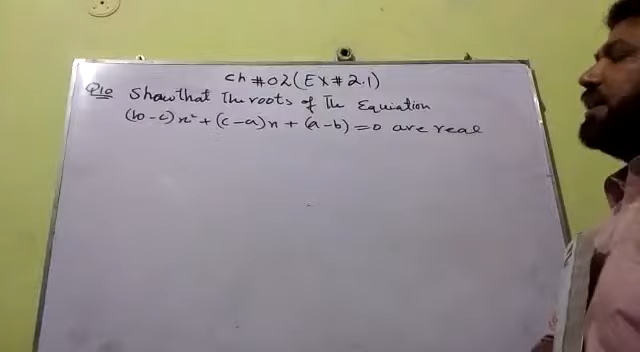 Ch #02 (EX # 2.1)
Q10 Show that The roots of The Equation
(b-c)x² + (c-a)x + (a-b) = 0 are real